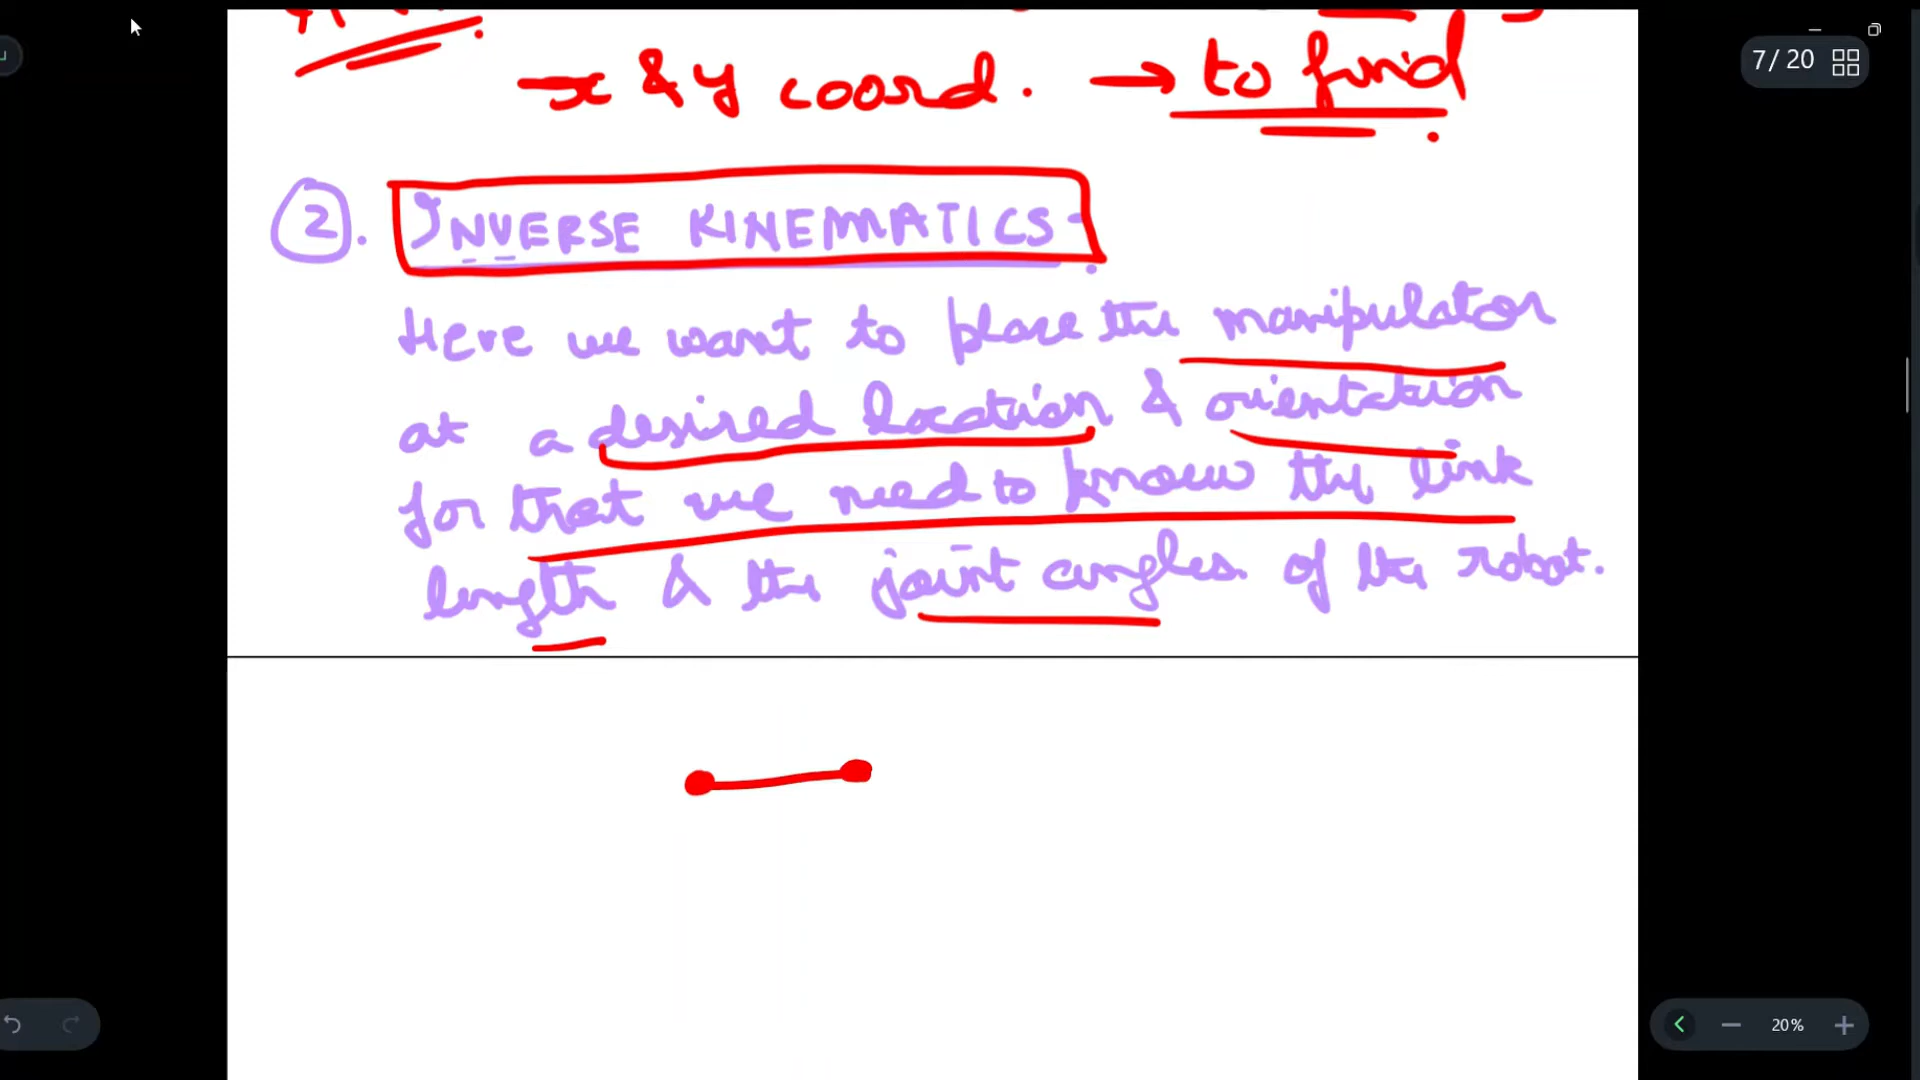 7/20
x & y coord. → to find
2. INVERSE KINEMATICS-
Here we want to place the manipulator
at a desired location & orientation
for that we need to know the link
length & the joint angles of the robot.
20%